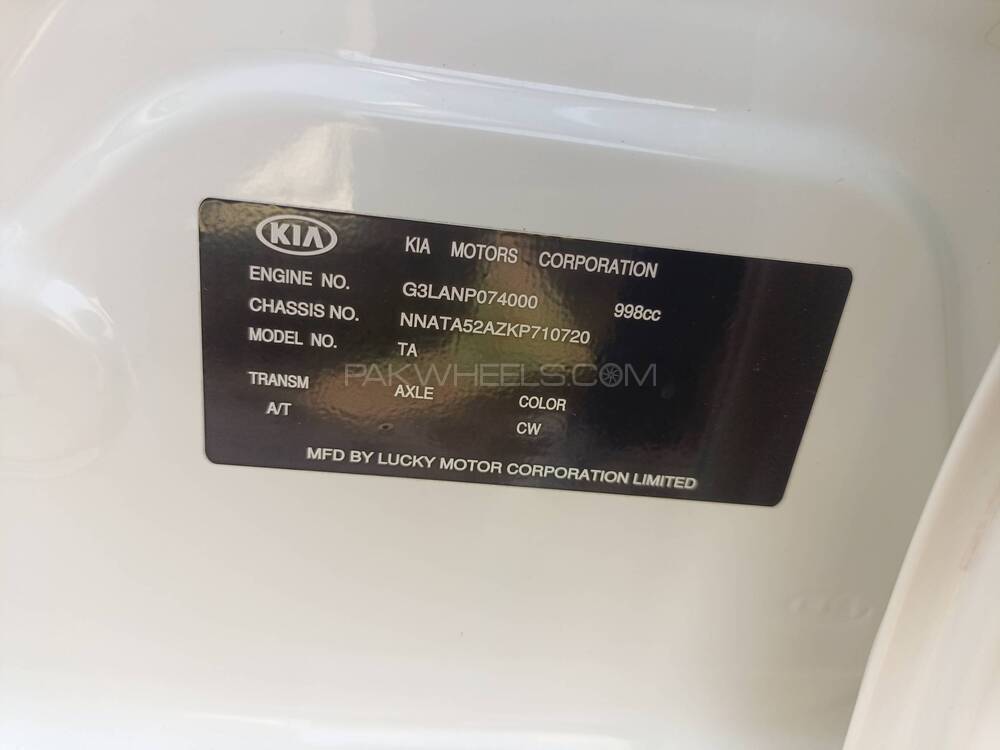 KIA KIA MOTORS CORPORATION
ENGINE NO. G3LANP074000 998cc
CHASSIS NO. NNATA52AZKP710720
MODEL NO. TA
PAKWHEELS.COM
TRANSM AXLE COLOR
A/T CW
MFD BY LUCKY MOTOR CORPORATION LIMITED